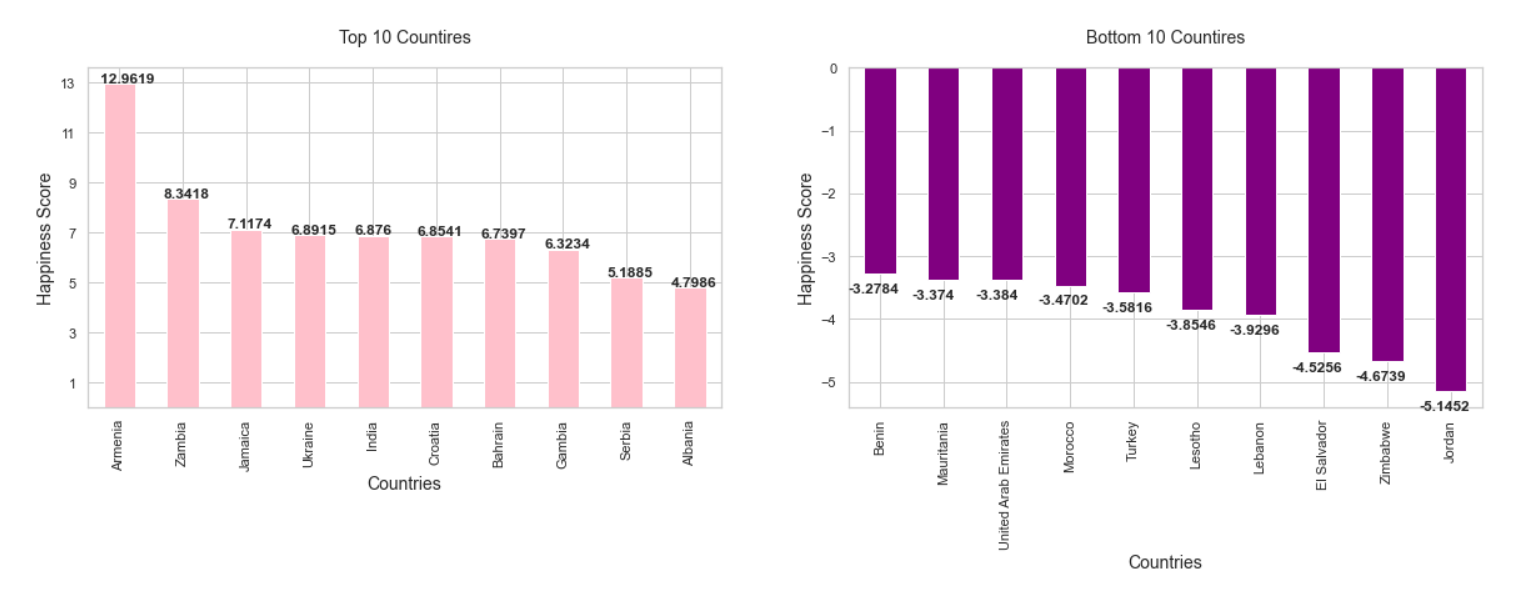 Top 10 Countires
Happiness Score
13
11
9
7
5
3
1
12.9619
8.3418
7.1174
6.8915
6.876
6.8541
6.7397
6.3234
5.1885
4.7986
Armenia
Zambia
Jamaica
Ukraine
India
Croatia
Bahrain
Gambia
Serbia
Albania
Countries
Bottom 10 Countires
Happiness Score
0
−1
−2
−3
−4
−5
-3.2784
-3.374
-3.384
-3.4702
-3.5816
-3.8546
-3.9296
-4.5256
-4.6739
-5.1452
Benin
Mauritania
United Arab Emirates
Morocco
Turkey
Lesotho
Lebanon
El Salvador
Zimbabwe
Jordan
Countries